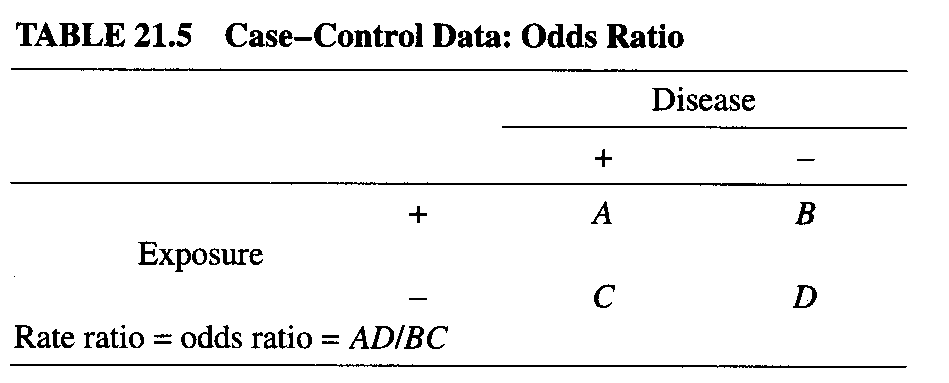 TABLE 21.5 Case–Control Data: Odds Ratio
Disease
+ −
+ A B
Exposure
− C D
Rate ratio = odds ratio = AD/BC